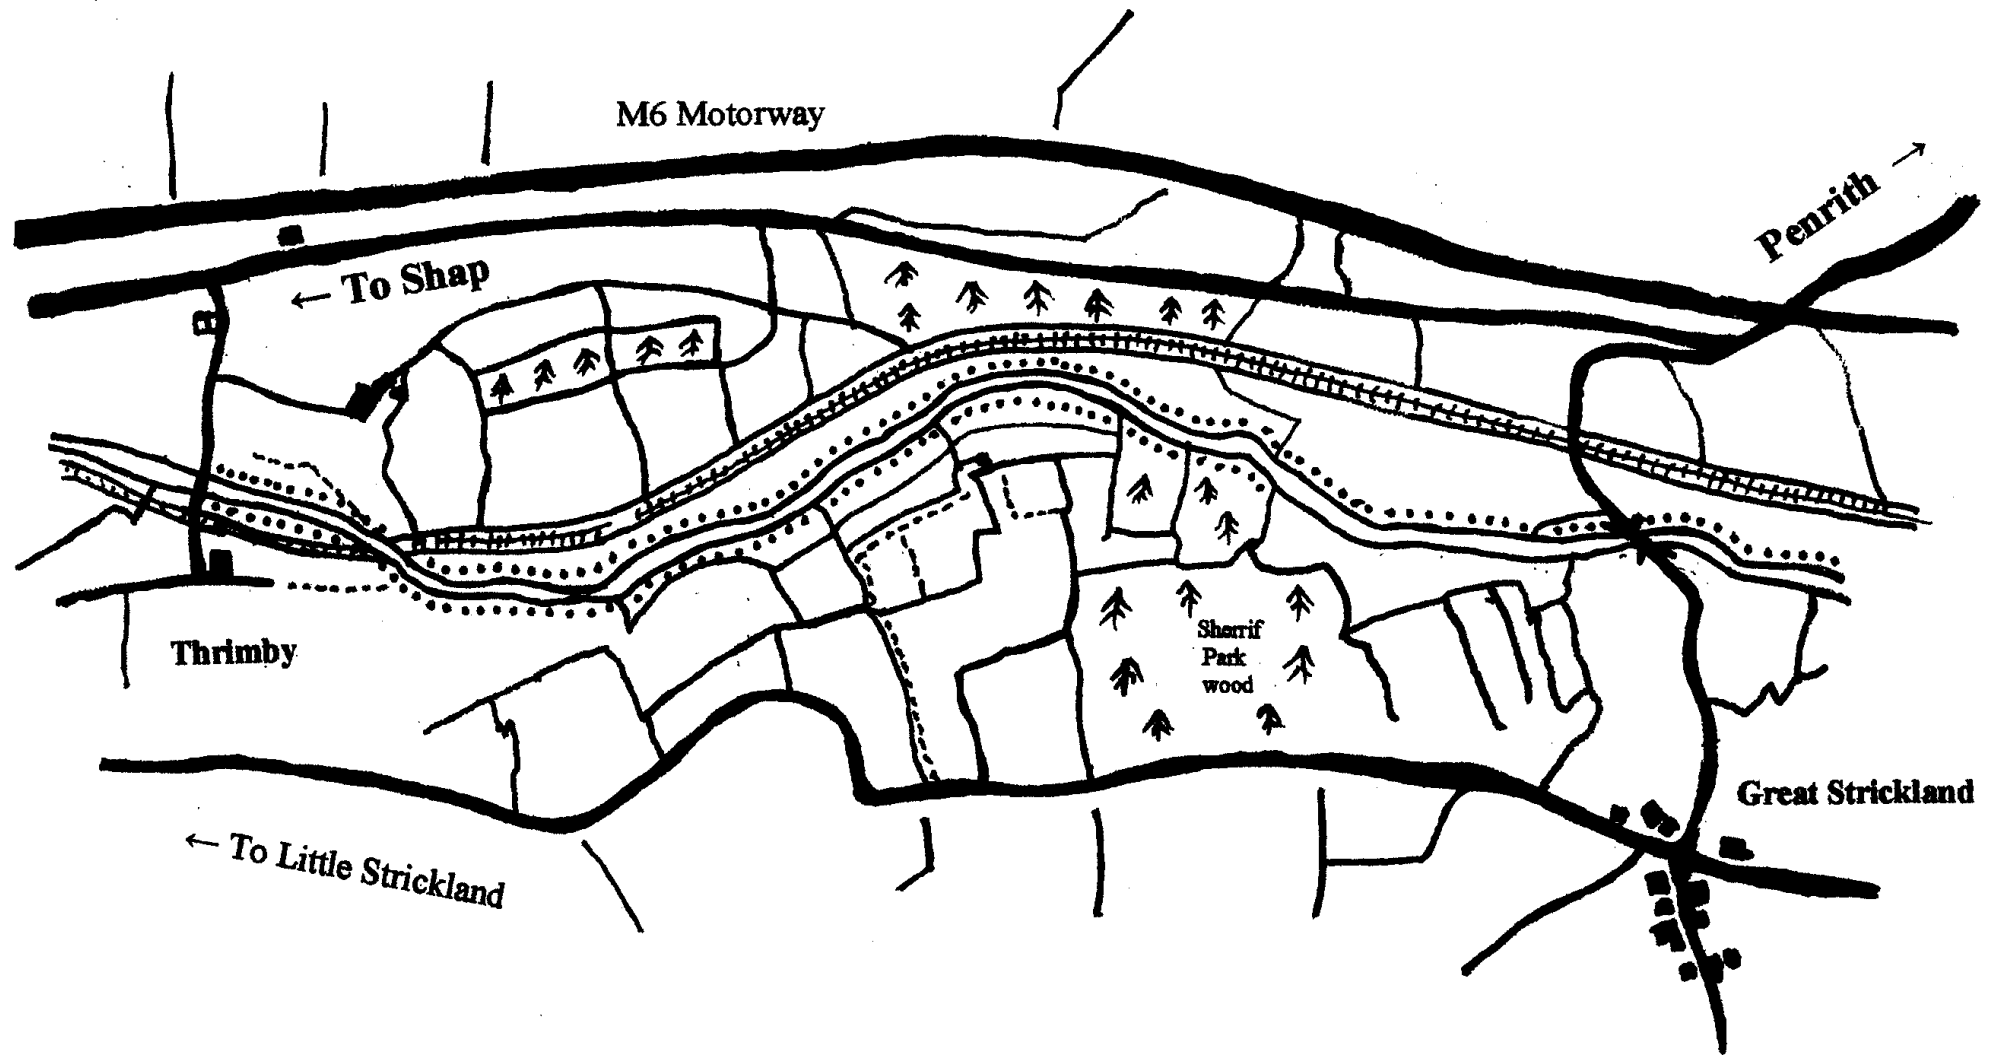 M6 Motorway
Penrith →
← To Shap
Thrimby
Sherrif
Park
wood
Great Strickland
← To Little Strickland